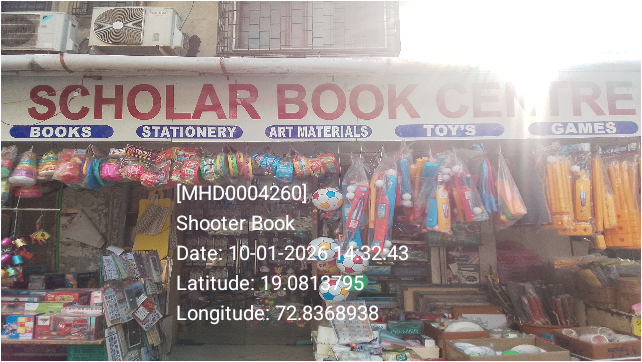 SCHOLAR BOOK CENTRE
BOOKS STATIONERY ART MATERIALS TOY'S GAMES
[MHD0004260]
Shooter Book
Date: 10-01-2026 14:32:43
Latitude: 19.0813795
Longitude: 72.8368938